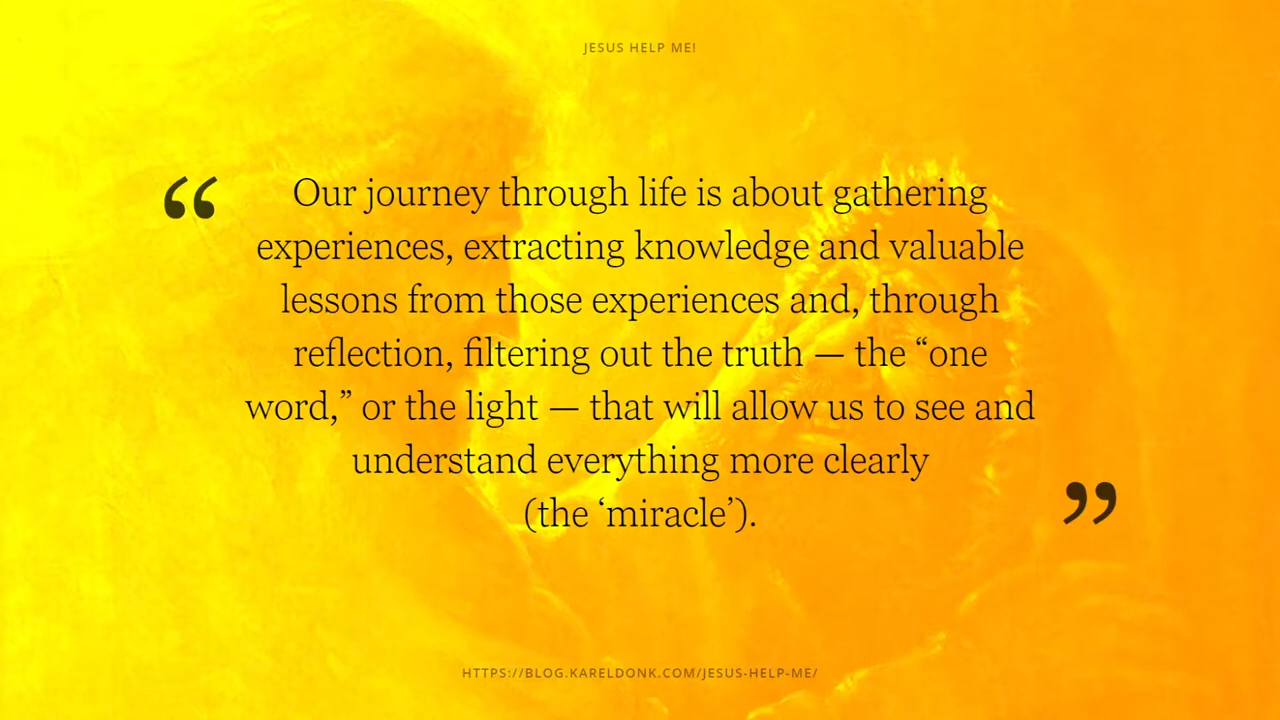 JESUS HELP ME!
“ Our journey through life is about gathering
experiences, extracting knowledge and valuable
lessons from those experiences and, through
reflection, filtering out the truth — the “one
word,” or the light — that will allow us to see and
understand everything more clearly
(the ‘miracle’). ”
HTTPS://BLOG.KARELDONK.COM/JESUS-HELP-ME/